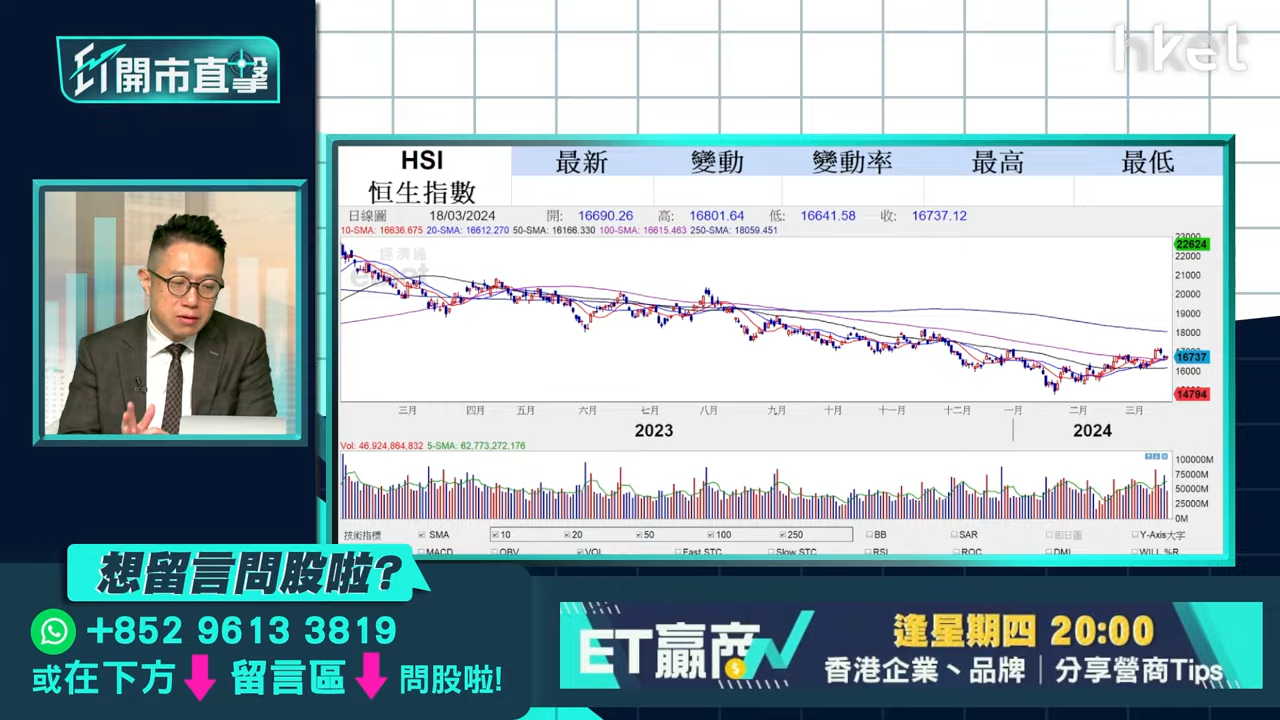 ET開市直擊
hket
HSI
恒生指數
最新 變動 變動率 最高 最低
日線圖 18/03/2024 開: 16690.26 高: 16801.64 低: 16641.58 收: 16737.12
10-SMA: 16636.675 20-SMA: 16612.270 50-SMA: 16166.330 100-SMA: 16615.463 250-SMA: 18059.451
經濟通
etnet
23000
22624
22000
21000
20000
19000
18000
17000
16737
16000
14794
三月 四月 五月 六月 七月 八月 九月 十月 十一月 十二月 一月 二月 三月
2023 2024
Vol: 46,924,864,832 5-SMA: 62,773,272,176
100000M
75000M
50000M
25000M
0M
技術指標 SMA 10 20 50 100 250 BB SAR 即日圖 Y-Axis大字
MACD OBV VOL Fast STC Slow STC RSI ROC DMI WILL %R
想留言問股啦?
+852 9613 3819
或在下方 留言區 問股啦!
ET贏商
逢星期四 20:00
香港企業、品牌｜分享營商Tips